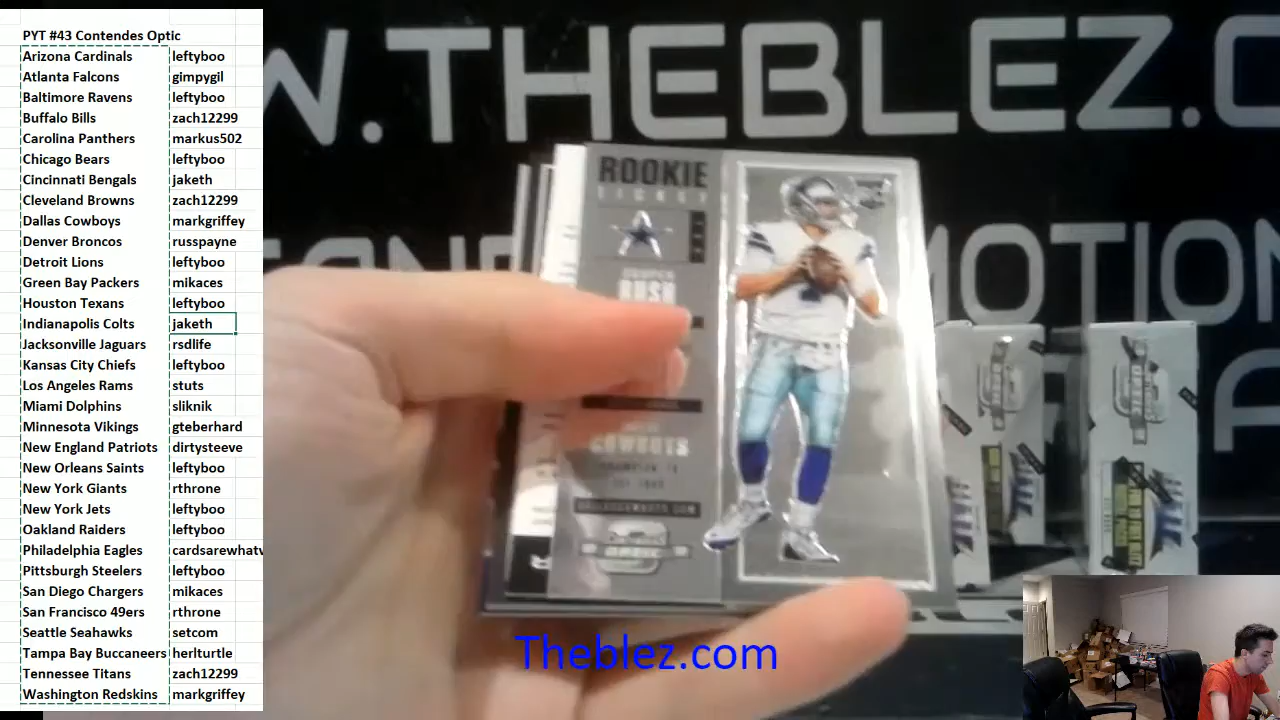 PYT #43 Contendes Optic
Arizona Cardinals leftyboo
Atlanta Falcons gimpygil
Baltimore Ravens leftyboo
Buffalo Bills zach12299
Carolina Panthers markus502
Chicago Bears leftyboo
Cincinnati Bengals jaketh
Cleveland Browns zach12299
Dallas Cowboys markgriffey
Denver Broncos russpayne
Detroit Lions leftyboo
Green Bay Packers mikaces
Houston Texans leftyboo
Indianapolis Colts jaketh
Jacksonville Jaguars rsdlife
Kansas City Chiefs leftyboo
Los Angeles Rams stuts
Miami Dolphins sliknik
Minnesota Vikings gteberhard
New England Patriots dirtysteeve
New Orleans Saints leftyboo
New York Giants rthrone
New York Jets leftyboo
Oakland Raiders leftyboo
Philadelphia Eagles cardsarewhatv
Pittsburgh Steelers leftyboo
San Diego Chargers mikaces
San Francisco 49ers rthrone
Seattle Seahawks setcom
Tampa Bay Buccaneers herlturtle
Tennessee Titans zach12299
Washington Redskins markgriffey
W.THEBLEZ.C
ROOKIE
TICKET
RUSH
COWBOYS
OPTIC
MOTION
Theblez.com